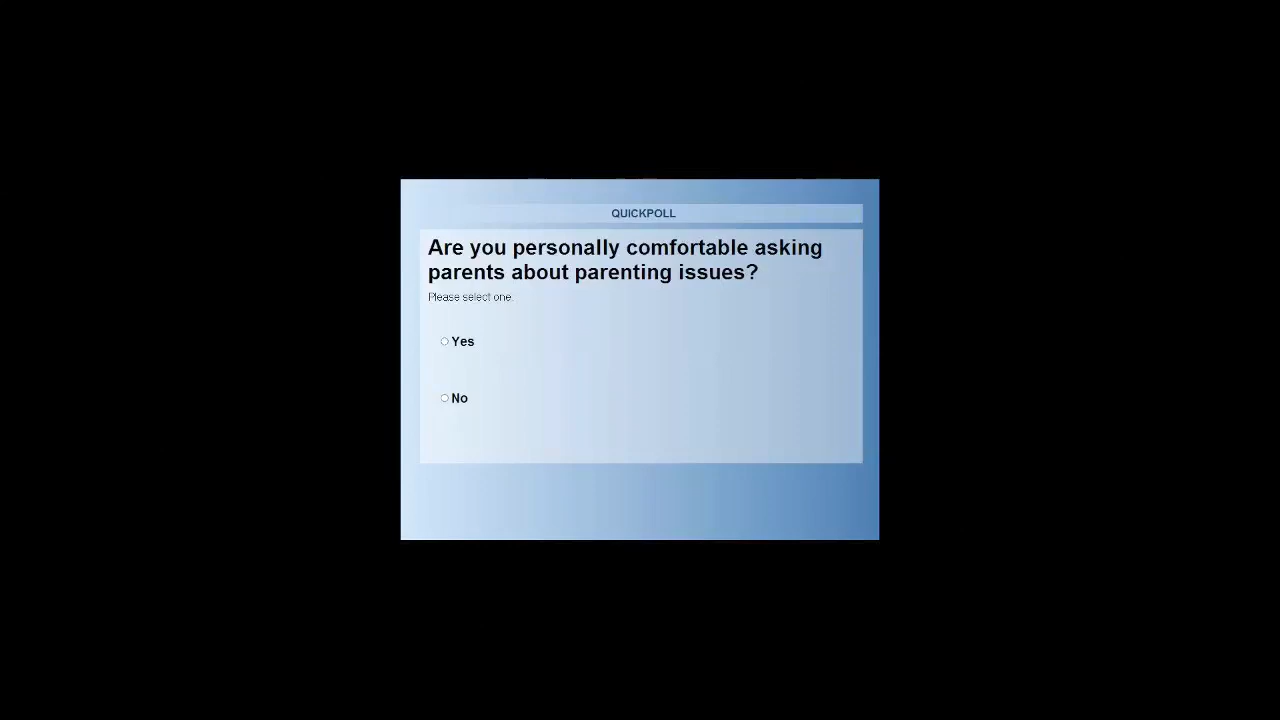 QUICKPOLL
Are you personally comfortable asking
parents about parenting issues?
Please select one.
Yes
No